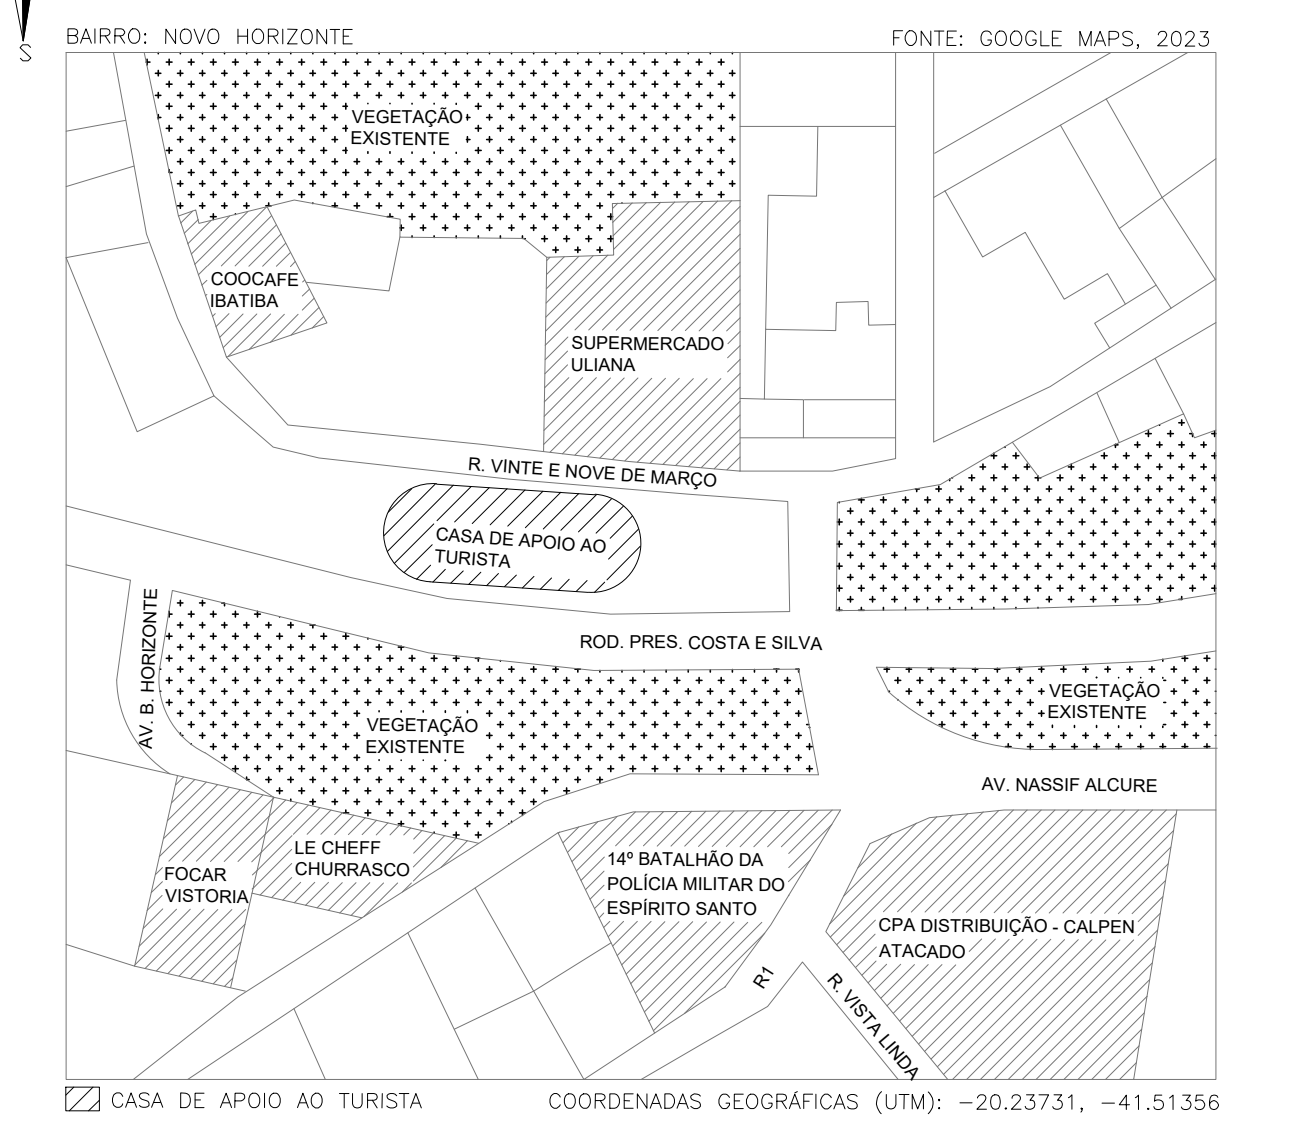 S
BAIRRO: NOVO HORIZONTE
FONTE: GOOGLE MAPS, 2023
VEGETAÇÃO
EXISTENTE
COOCAFE
IBATIBA
SUPERMERCADO
ULIANA
R. VINTE E NOVE DE MARÇO
CASA DE APOIO AO
TURISTA
AV. B. HORIZONTE
ROD. PRES. COSTA E SILVA
VEGETAÇÃO
EXISTENTE
VEGETAÇÃO
EXISTENTE
AV. NASSIF ALCURE
LE CHEFF
CHURRASCO
FOCAR
VISTORIA
14º BATALHÃO DA
POLÍCIA MILITAR DO
ESPÍRITO SANTO
CPA DISTRIBUIÇÃO - CALPEN
ATACADO
R1
R. VISTA LINDA
CASA DE APOIO AO TURISTA
COORDENADAS GEOGRÁFICAS (UTM): −20.23731, −41.51356